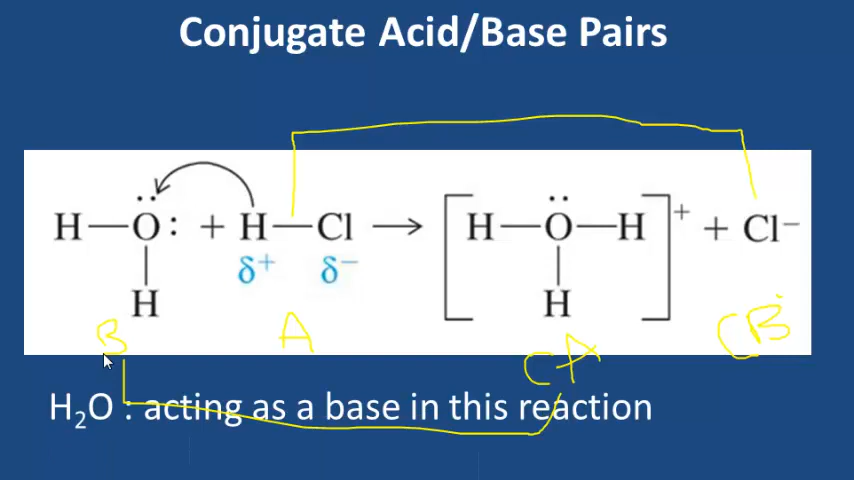 Conjugate Acid/Base Pairs
H—O: + H—Cl → [H—O—H]⁺ + Cl⁻
δ⁺ δ⁻
H H
B A CA CB
H₂O : acting as a base in this reaction